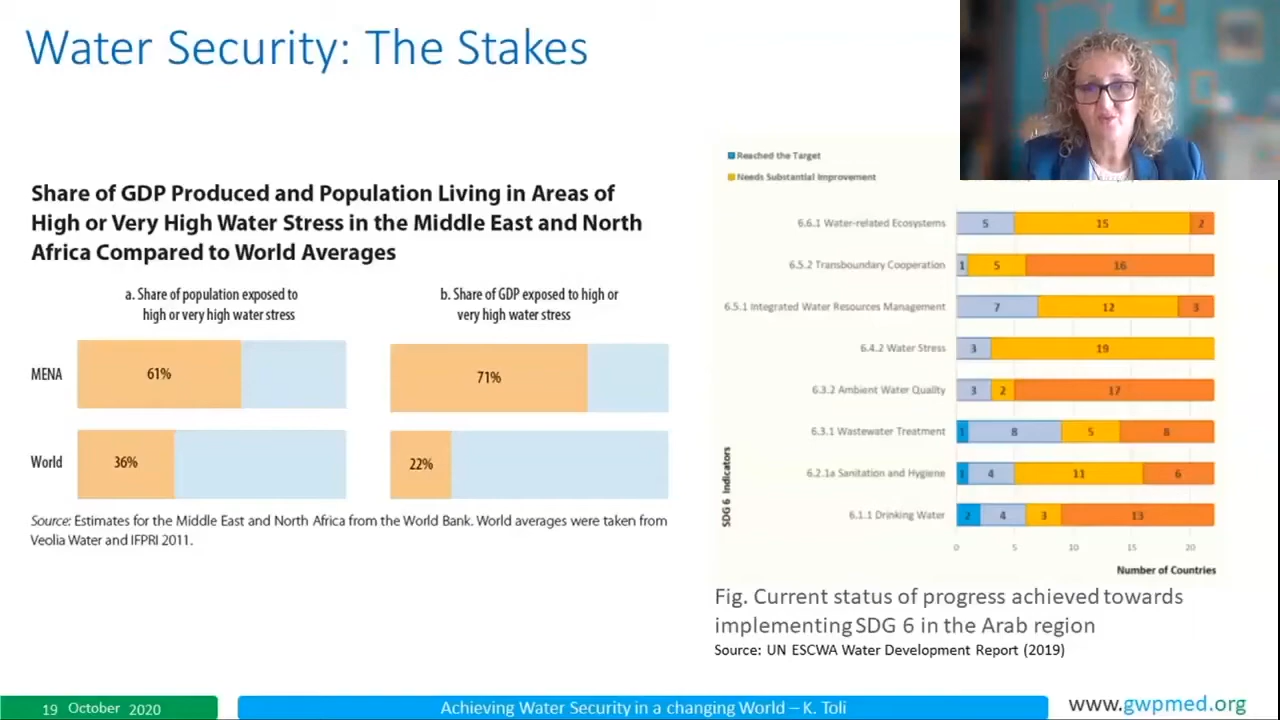 Water Security: The Stakes
Share of GDP Produced and Population Living in Areas of
High or Very High Water Stress in the Middle East and North
Africa Compared to World Averages
a. Share of population exposed to
high or very high water stress
b. Share of GDP exposed to high or
very high water stress
MENA
61%
71%
World
36%
22%
Source: Estimates for the Middle East and North Africa from the World Bank. World averages were taken from
Veolia Water and IFPRI 2011.
Reached the Target
Needs Substantial Improvement
6.6.1 Water-related Ecosystems 5 15 2
6.5.2 Transboundary Cooperation 1 5 16
6.5.1 Integrated Water Resources Management 7 12 3
6.4.2 Water Stress 3 19
6.3.2 Ambient Water Quality 3 2 17
6.3.1 Wastewater Treatment 1 8 5 8
6.2.1a Sanitation and Hygiene 1 4 11 6
6.1.1 Drinking Water 2 4 3 13
SDG 6 Indicators
0 5 10 15 20
Number of Countries
Fig. Current status of progress achieved towards
implementing SDG 6 in the Arab region
Source: UN ESCWA Water Development Report (2019)
19 October 2020
Achieving Water Security in a changing World – K. Toli
www.gwpmed.org